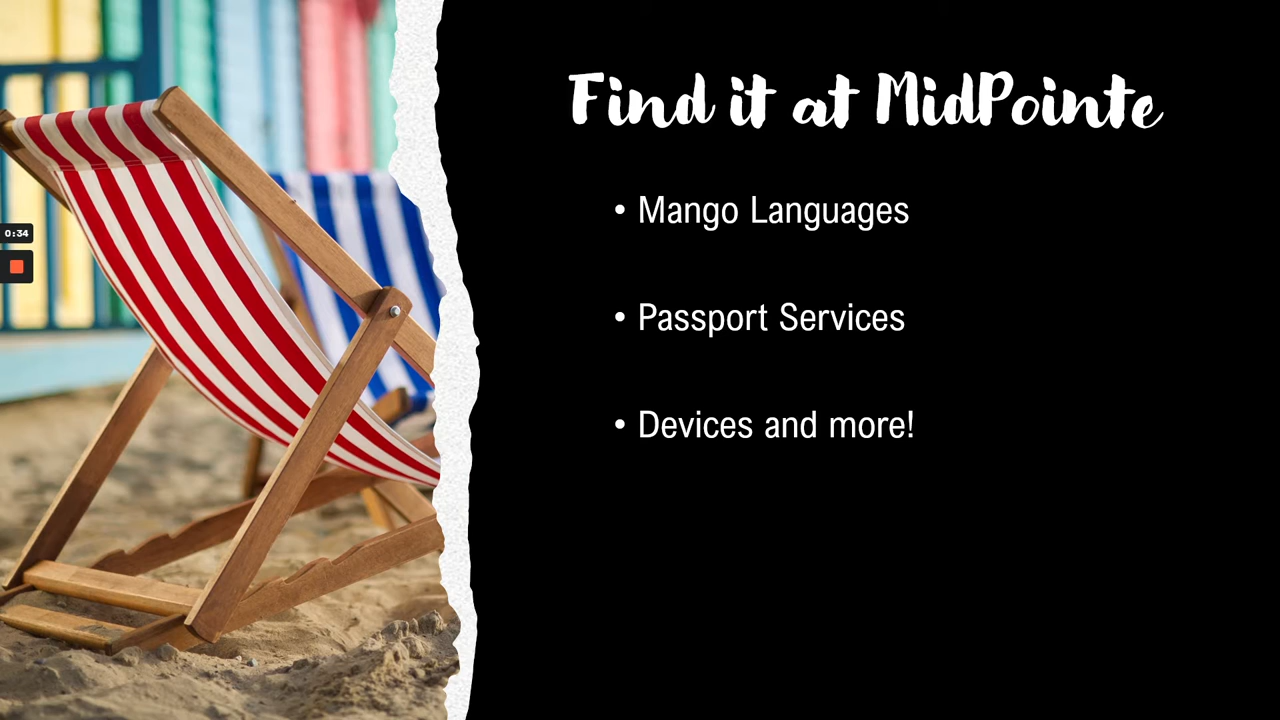 Find it at MidPointe
• Mango Languages
• Passport Services
• Devices and more!
0:34